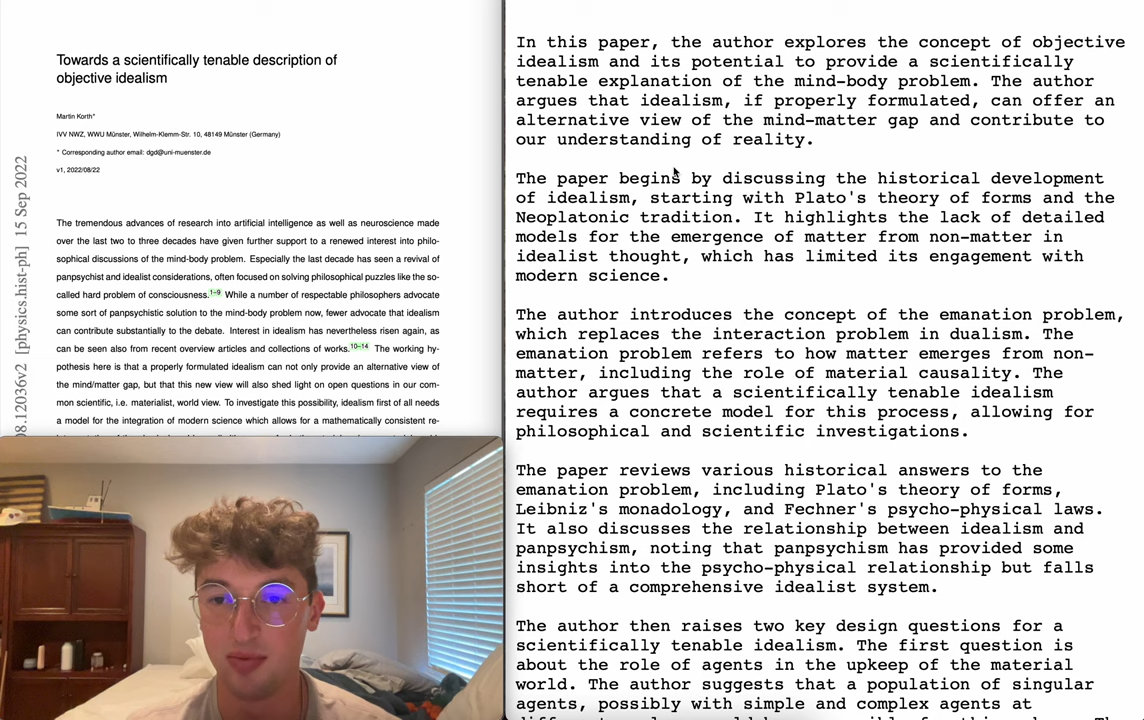 Towards a scientifically tenable description of
objective idealism
Martin Korth*
IVV NWZ, WWU Münster, Wilhelm-Klemm-Str. 10, 48149 Münster (Germany)
* Corresponding author email: dgd@uni-muenster.de
v1, 2022/08/22
08.12036v2 [physics.hist-ph] 15 Sep 2022
The tremendous advances of research into artificial intelligence as well as neuroscience made
over the last two to three decades have given further support to a renewed interest into philo-
sophical discussions of the mind-body problem. Especially the last decade has seen a revival of
panpsychist and idealist considerations, often focused on solving philosophical puzzles like the so-
called hard problem of consciousness.1–9 While a number of respectable philosophers advocate
some sort of panpsychistic solution to the mind-body problem now, fewer advocate that idealism
can contribute substantially to the debate. Interest in idealism has nevertheless risen again, as
can be seen also from recent overview articles and collections of works.10–14 The working hy-
pothesis here is that a properly formulated idealism can not only provide an alternative view of
the mind/matter gap, but that this new view will also shed light on open questions in our com-
mon scientific, i.e. materialist, world view. To investigate this possibility, idealism first of all needs
a model for the integration of modern science which allows for a mathematically consistent re-
In this paper, the author explores the concept of objective
idealism and its potential to provide a scientifically
tenable explanation of the mind-body problem. The author
argues that idealism, if properly formulated, can offer an
alternative view of the mind-matter gap and contribute to
our understanding of reality.
The paper begins by discussing the historical development
of idealism, starting with Plato's theory of forms and the
Neoplatonic tradition. It highlights the lack of detailed
models for the emergence of matter from non-matter in
idealist thought, which has limited its engagement with
modern science.
The author introduces the concept of the emanation problem,
which replaces the interaction problem in dualism. The
emanation problem refers to how matter emerges from non-
matter, including the role of material causality. The
author argues that a scientifically tenable idealism
requires a concrete model for this process, allowing for
philosophical and scientific investigations.
The paper reviews various historical answers to the
emanation problem, including Plato's theory of forms,
Leibniz's monadology, and Fechner's psycho-physical laws.
It also discusses the relationship between idealism and
panpsychism, noting that panpsychism has provided some
insights into the psycho-physical relationship but falls
short of a comprehensive idealist system.
The author then raises two key design questions for a
scientifically tenable idealism. The first question is
about the role of agents in the upkeep of the material
world. The author suggests that a population of singular
agents, possibly with simple and complex agents at